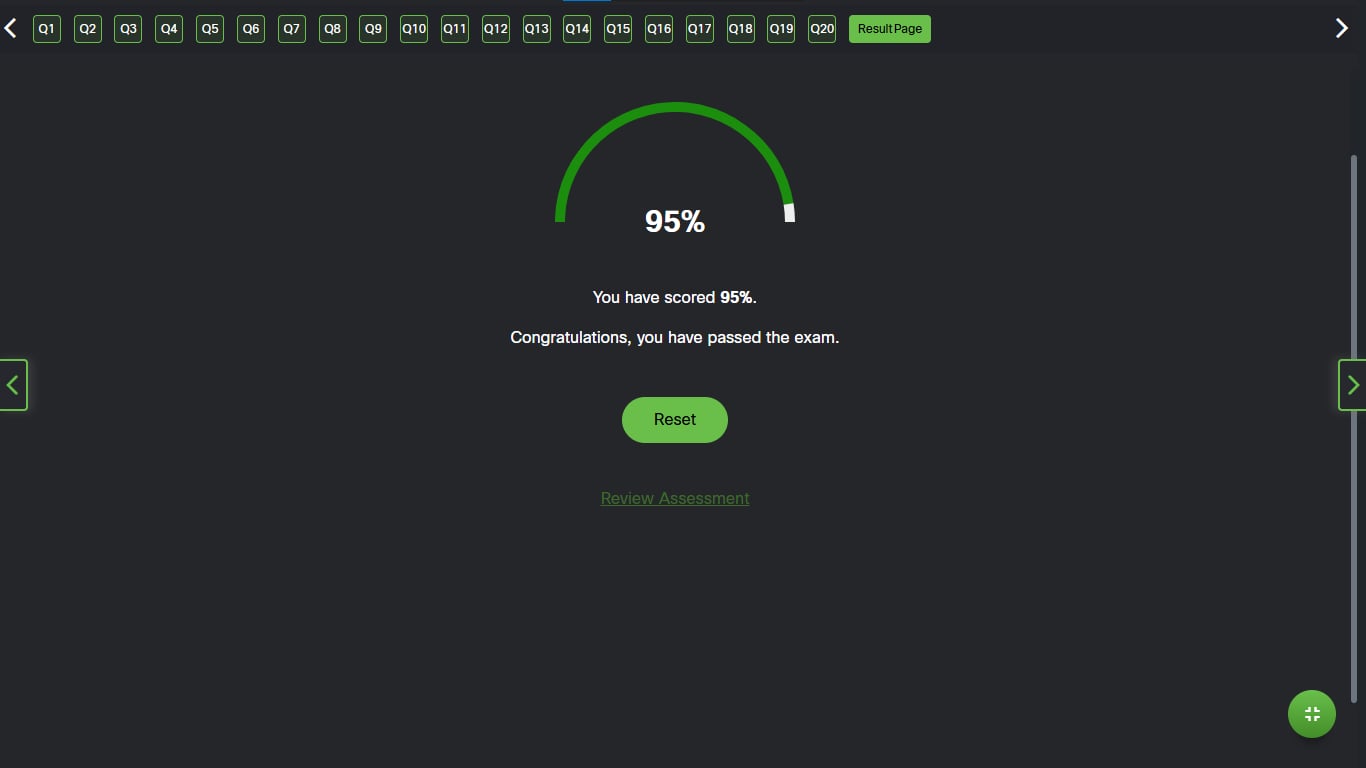 Q1 Q2 Q3 Q4 Q5 Q6 Q7 Q8 Q9 Q10 Q11 Q12 Q13 Q14 Q15 Q16 Q17 Q18 Q19 Q20 Result Page
95%
You have scored 95%.
Congratulations, you have passed the exam.
Reset
Review Assessment